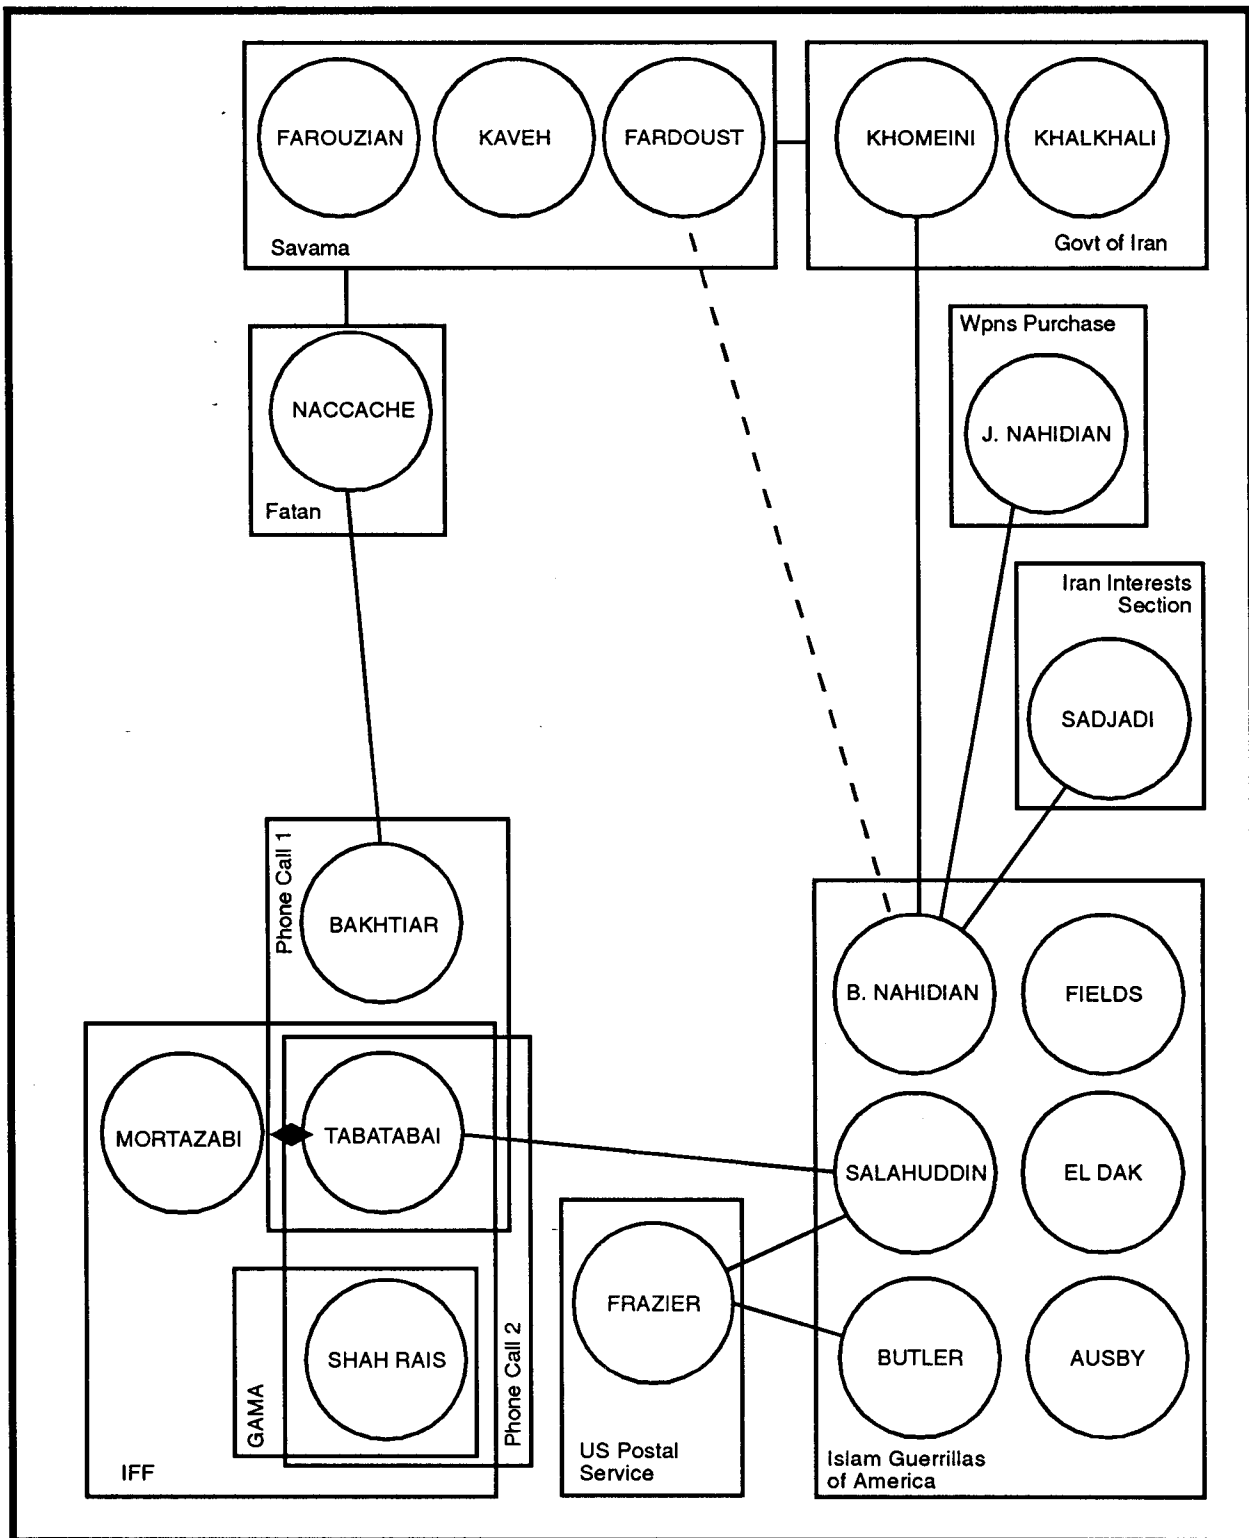 FAROUZIAN
KAVEH
FARDOUST
KHOMEINI
KHALKHALI
Savama
Govt of Iran
Wpns Purchase
NACCACHE
J. NAHIDIAN
Fatan
Iran Interests
Section
SADJADI
Phone Call 1
BAKHTIAR
B. NAHIDIAN
FIELDS
MORTAZABI
TABATABAI
SALAHUDDIN
EL DAK
FRAZIER
SHAH RAIS
BUTLER
AUSBY
GAMA
Phone Call 2
IFF
US Postal
Service
Islam Guerrillas
of America